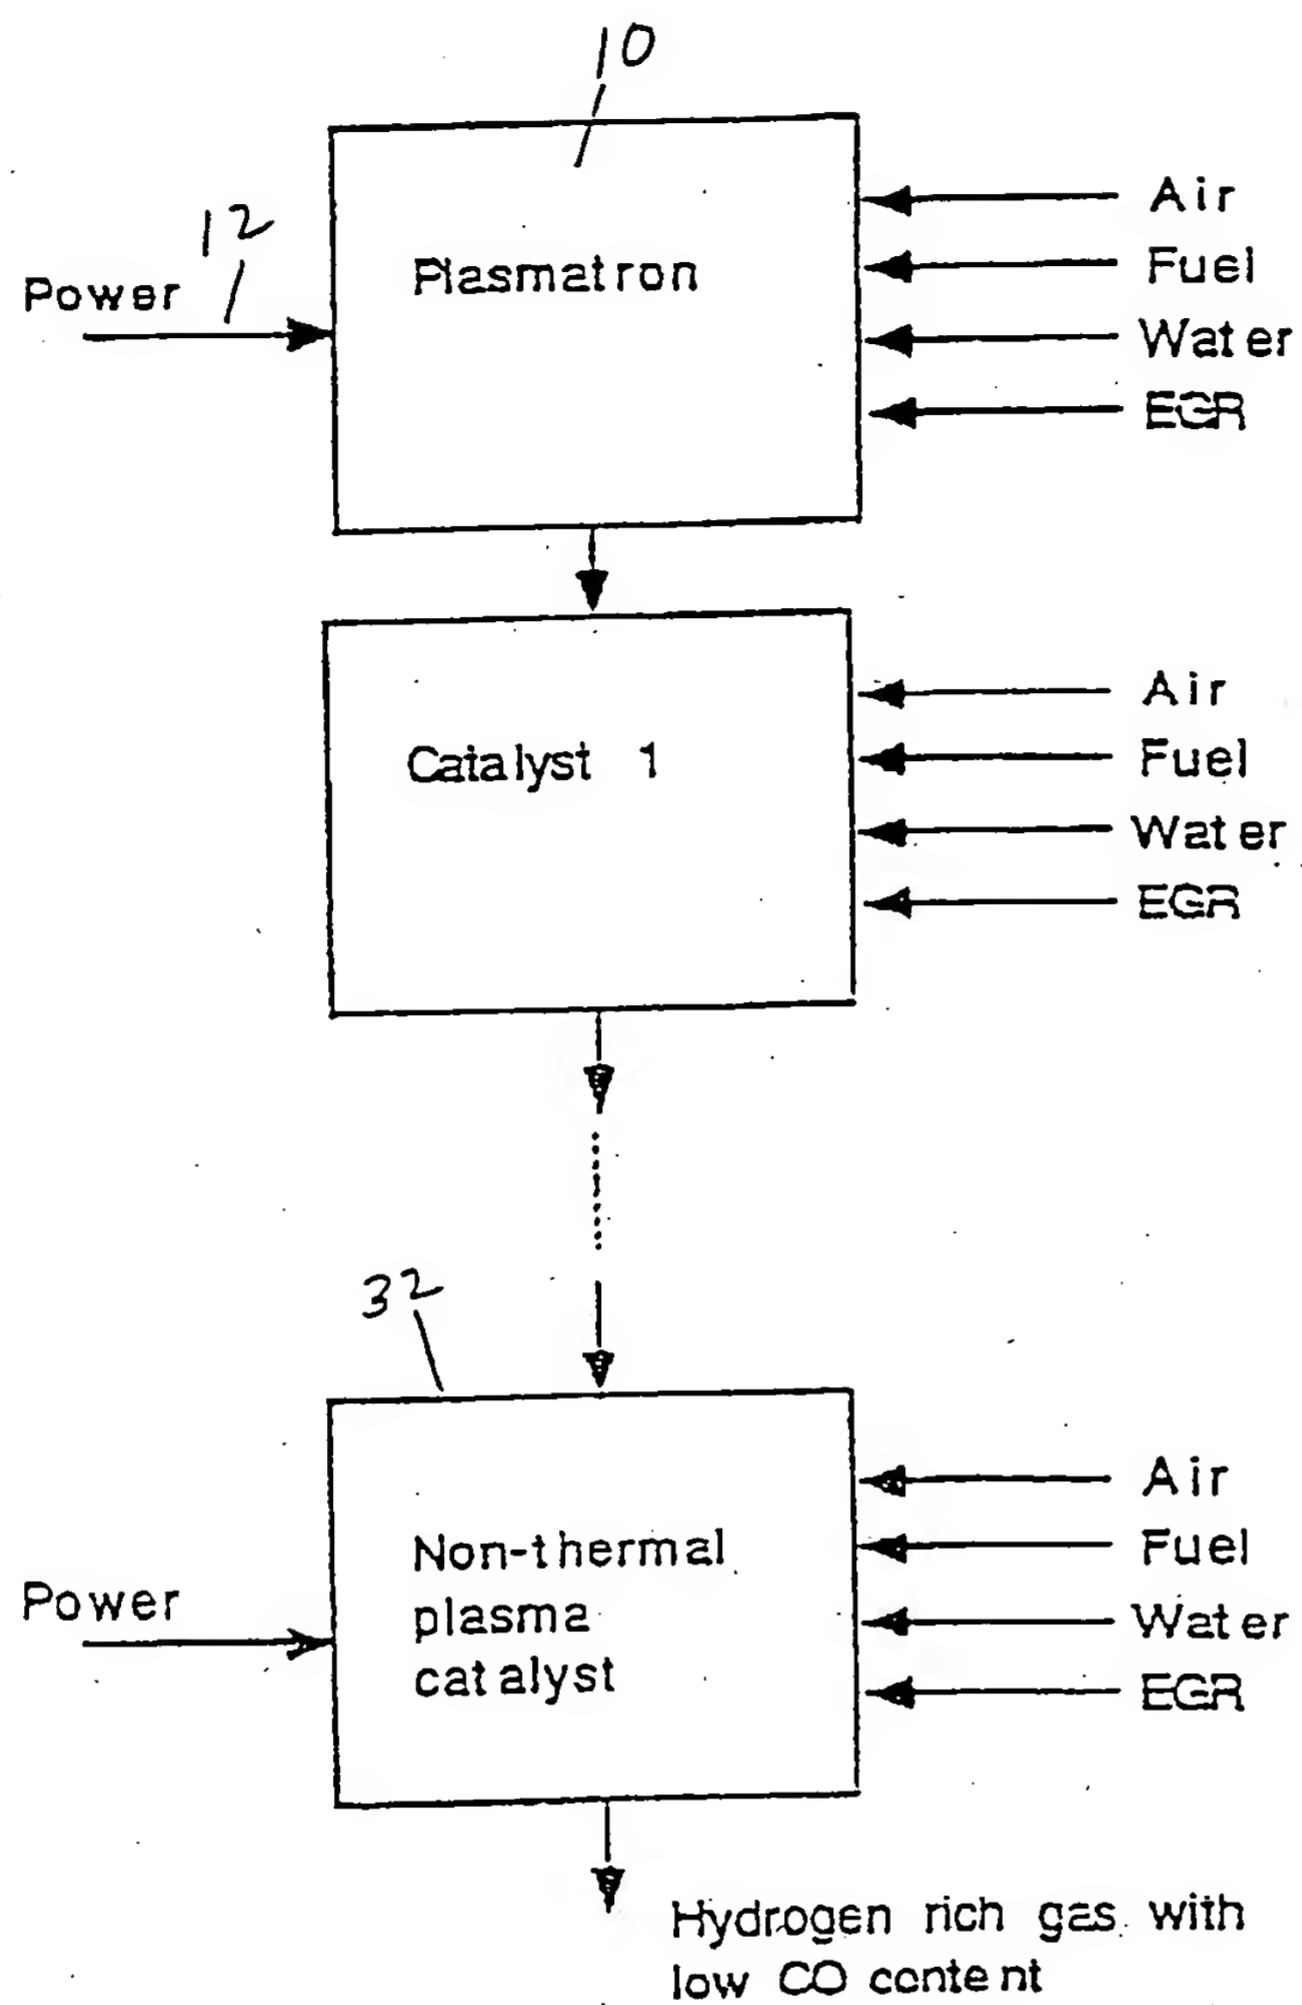 10
Air
12
Fuel
Power
Plasmatron
Water
EGR
Air
Catalyst 1
Fuel
Water
EGR
32
Air
Non-thermal
Fuel
Power
plasma
Water
catalyst
EGR
Hydrogen rich gas with
low CO content